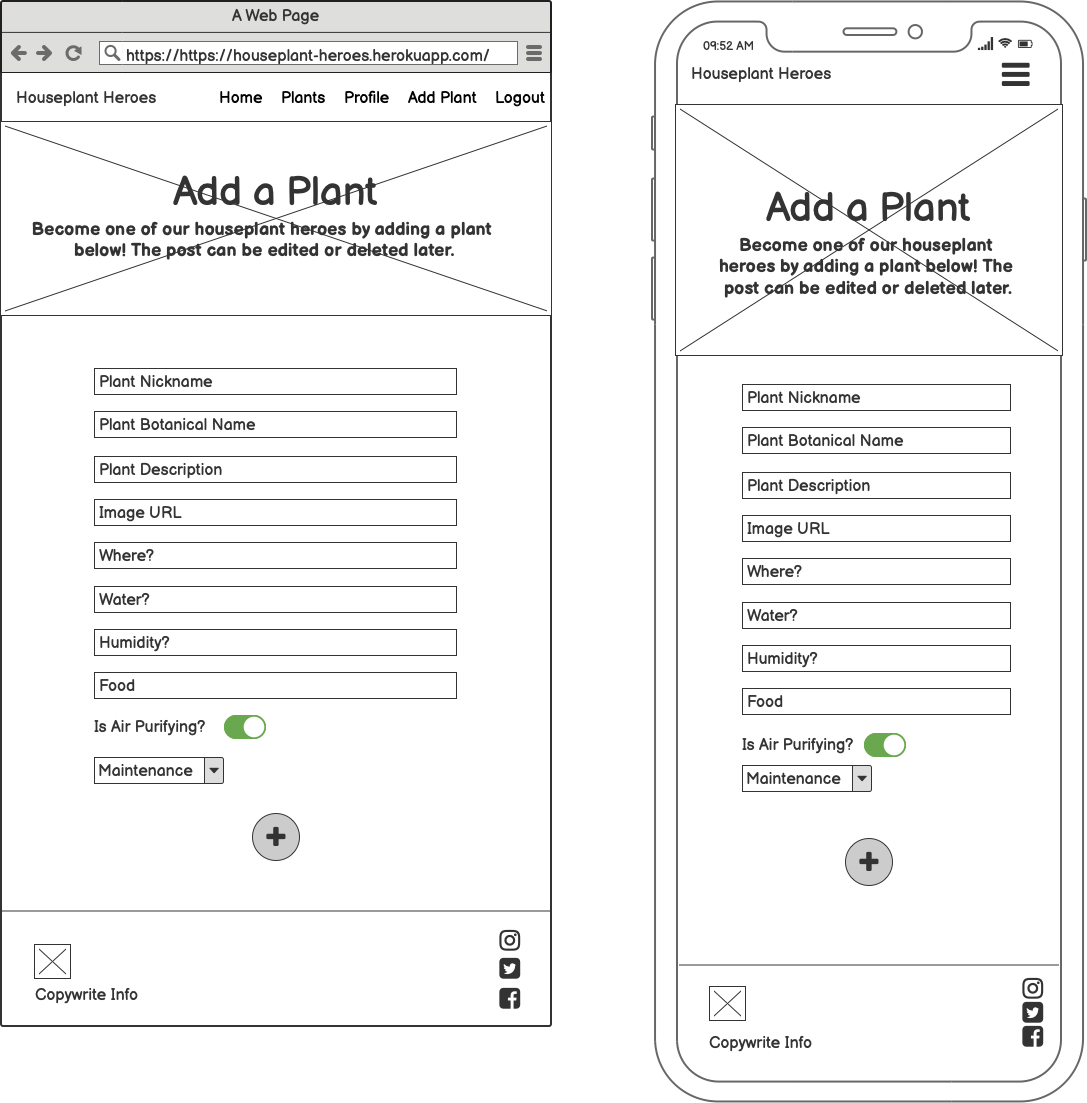 A Web Page
https://https://houseplant-heroes.herokuapp.com/
Houseplant Heroes Home Plants Profile Add Plant Logout
Add a Plant
Become one of our houseplant heroes by adding a plant
below! The post can be edited or deleted later.
Plant Nickname
Plant Botanical Name
Plant Description
Image URL
Where?
Water?
Humidity?
Food
Is Air Purifying?
Maintenance
Copywrite Info
09:52 AM
Houseplant Heroes
Add a Plant
Become one of our houseplant
heroes by adding a plant below! The
post can be edited or deleted later.
Plant Nickname
Plant Botanical Name
Plant Description
Image URL
Where?
Water?
Humidity?
Food
Is Air Purifying?
Maintenance
Copywrite Info